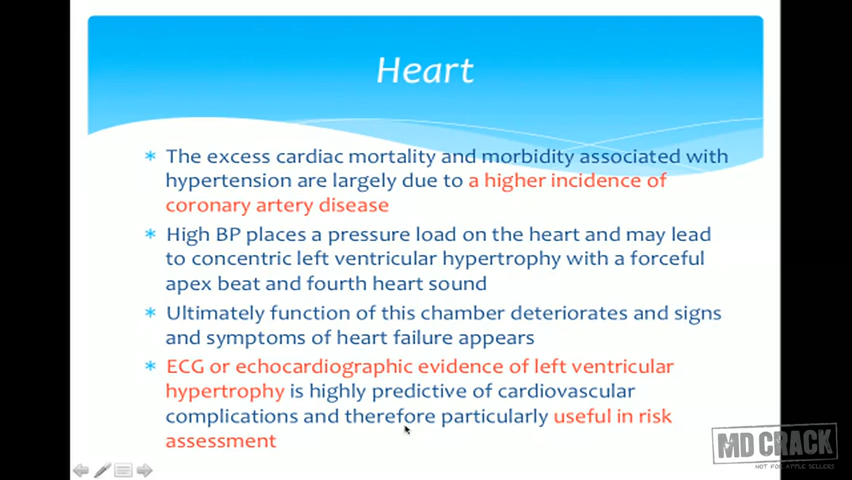 Heart
The excess cardiac mortality and morbidity associated with
hypertension are largely due to a higher incidence of
coronary artery disease
High BP places a pressure load on the heart and may lead
to concentric left ventricular hypertrophy with a forceful
apex beat and fourth heart sound
Ultimately function of this chamber deteriorates and signs
and symptoms of heart failure appears
ECG or echocardiographic evidence of left ventricular
hypertrophy is highly predictive of cardiovascular
complications and therefore particularly useful in risk
assessment
MD CRACK
NOT FOR APPLE SELLERS